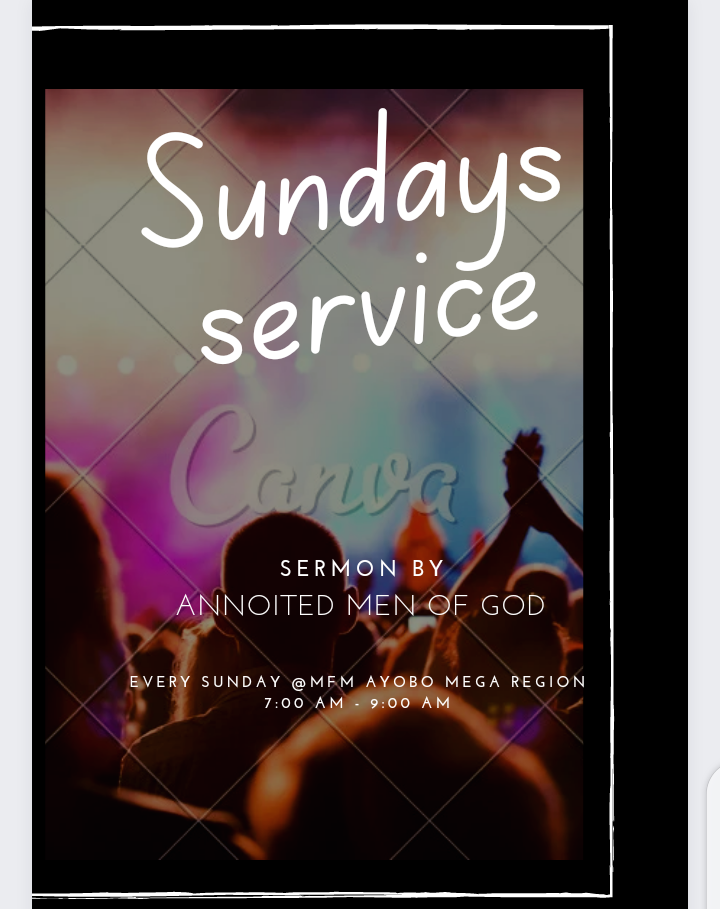 Sundays
service
Canva
SERMON BY
ANNOITED MEN OF GOD
EVERY SUNDAY @MFM AYOBO MEGA REGION
7:00 AM - 9:00 AM